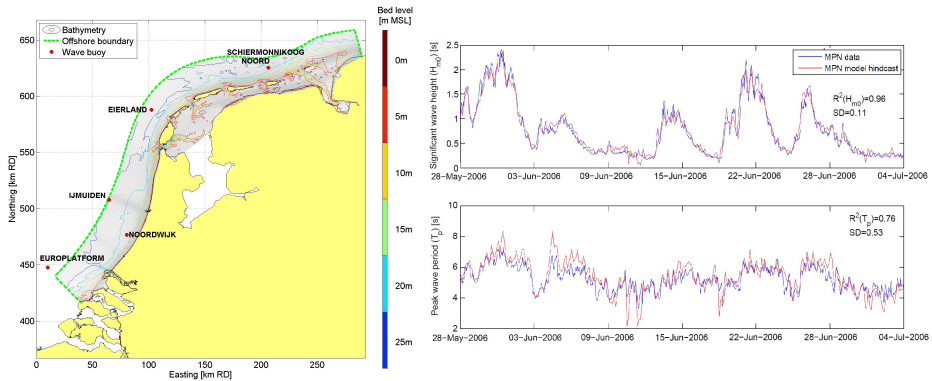 Bathymetry
Offshore boundary
Wave buoy
SCHIERMONNIKOOG
NOORD
EIERLAND
IJMUIDEN
NOORDWIJK
EUROPLATFORM
650
600
550
500
450
400
Northing [km RD]
0 50 100 150 200 250
Easting [km RD]
Bed level
[m MSL]
0m
5m
10m
15m
20m
25m
Significant wave height (Hm0) [s]
2.5
2
1.5
1
0.5
0
MPN data
MPN model hindcast
R2(Hm0)=0.96
SD=0.11
28-May-2006 03-Jun-2006 09-Jun-2006 15-Jun-2006 22-Jun-2006 28-Jun-2006 04-Jul-2006
Peak wave period (Tp) [s]
10
8
6
4
2
R2(Tp)=0.76
SD=0.53
28-May-2006 03-Jun-2006 09-Jun-2006 15-Jun-2006 22-Jun-2006 28-Jun-2006 04-Jul-2006